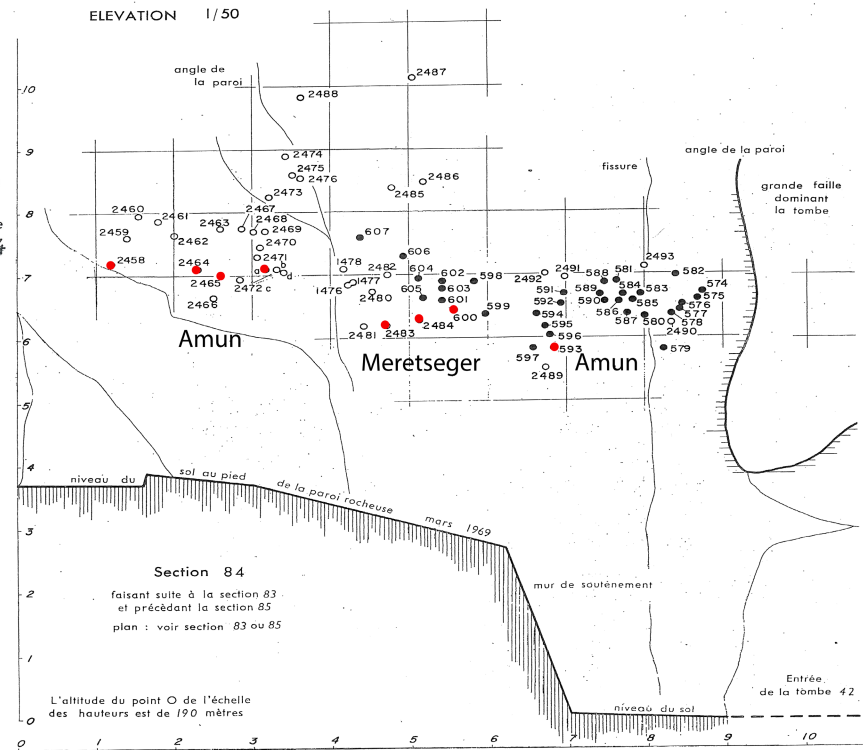 ELEVATION 1/50
angle de
la paroi
10
9
8
7
6
5
4
3
2
1
0
2487
2488
2474
2475
2476
2473
2486
2485
angle de la paroi
fissure
grande faille
dominant
la tombe
2460
2461
2463
2467
2468
2469
2459
2462
2470
2458
2464
2471
a
b
c
d
2465
2472
2466
607
606
1478
2482
604
602
598
1477
1476
2480
605
603
601
599
2481
2483
2484
600
2493
2491
2492
588
581
582
591
589
584
583
574
592
590
585
575
594
586
587
580
577
578
595
2490
596
593
597
579
2489
Amun
Meretseger
Amun
niveau du
sol au pied
de la paroi rocheuse
mars 1969
Section 84
faisant suite à la section 83
et précèdant la section 85
plan : voir section 83 ou 85
mur de soutènement
L'altitude du point O de l'échelle
des hauteurs est de 190 mètres
niveau du sol
Entrée
de la tombe 42
0 1 2 3 4 5 6 7 8 9 10